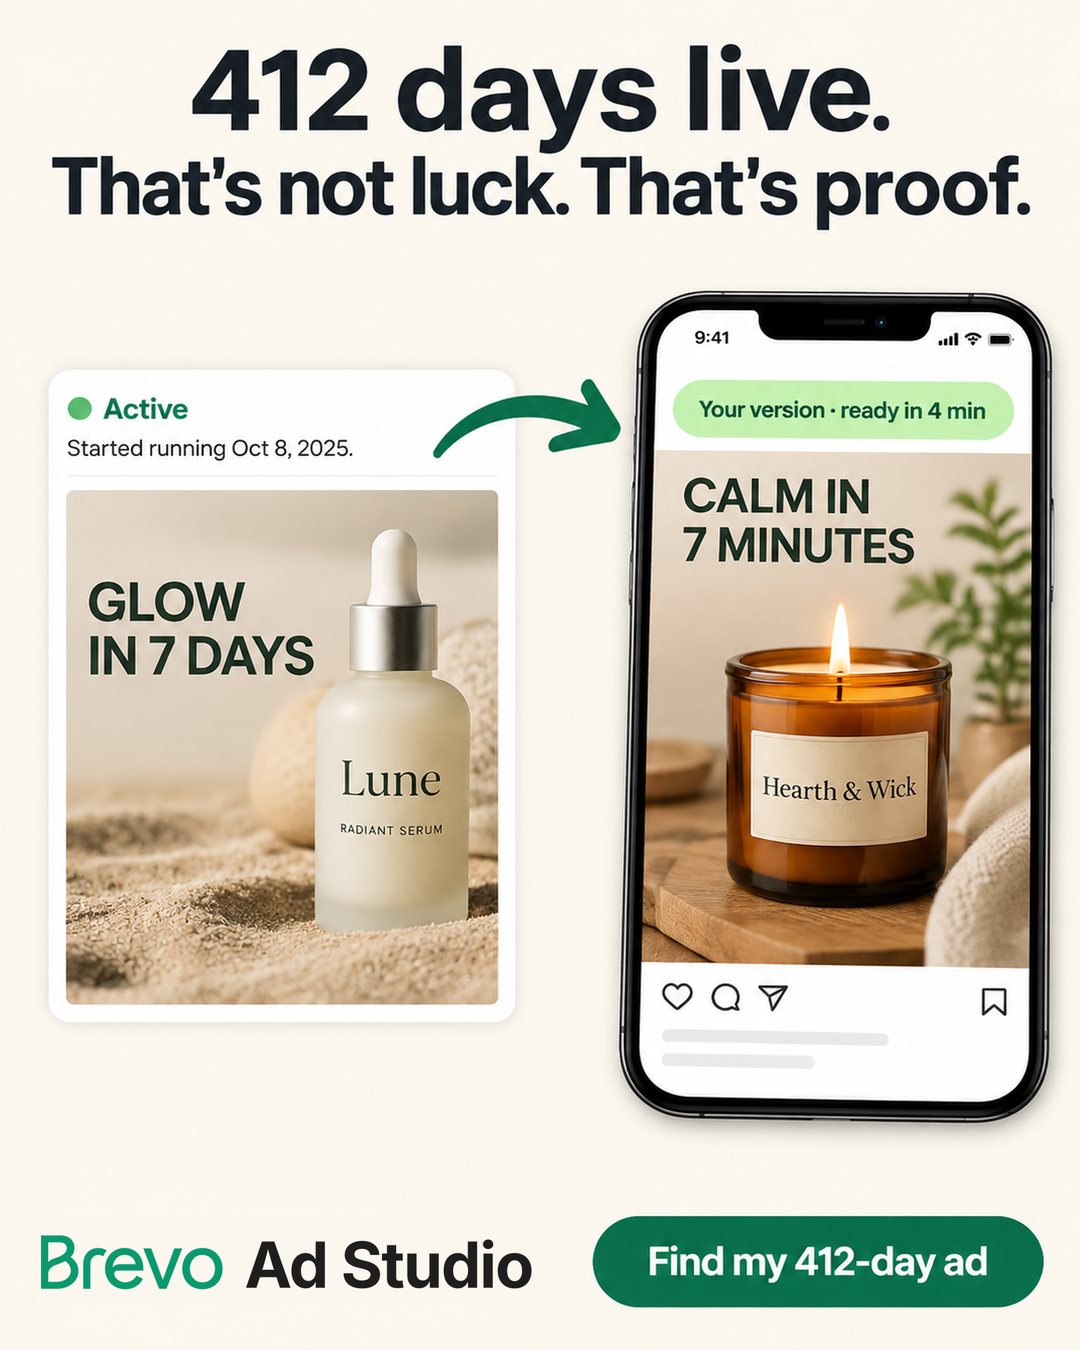 412 days live.
That's not luck. That's proof.
Active
Started running Oct 8, 2025.
GLOW
IN 7 DAYS
Lune
RADIANT SERUM
9:41
Your version · ready in 4 min
CALM IN
7 MINUTES
Hearth & Wick
Brevo Ad Studio
Find my 412-day ad